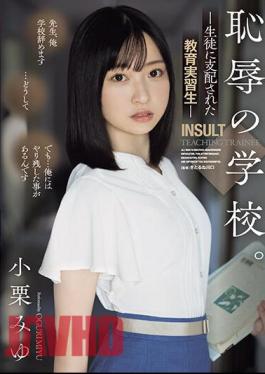 恥辱の学校。
―生徒に支配された
教育実習生―
INSULT
TEACHING TRAINEE
先生、俺
学校辞めます
…どうして
でも…俺には
やり残した事が
あるんです
小栗みゆ
OGURI MIYU